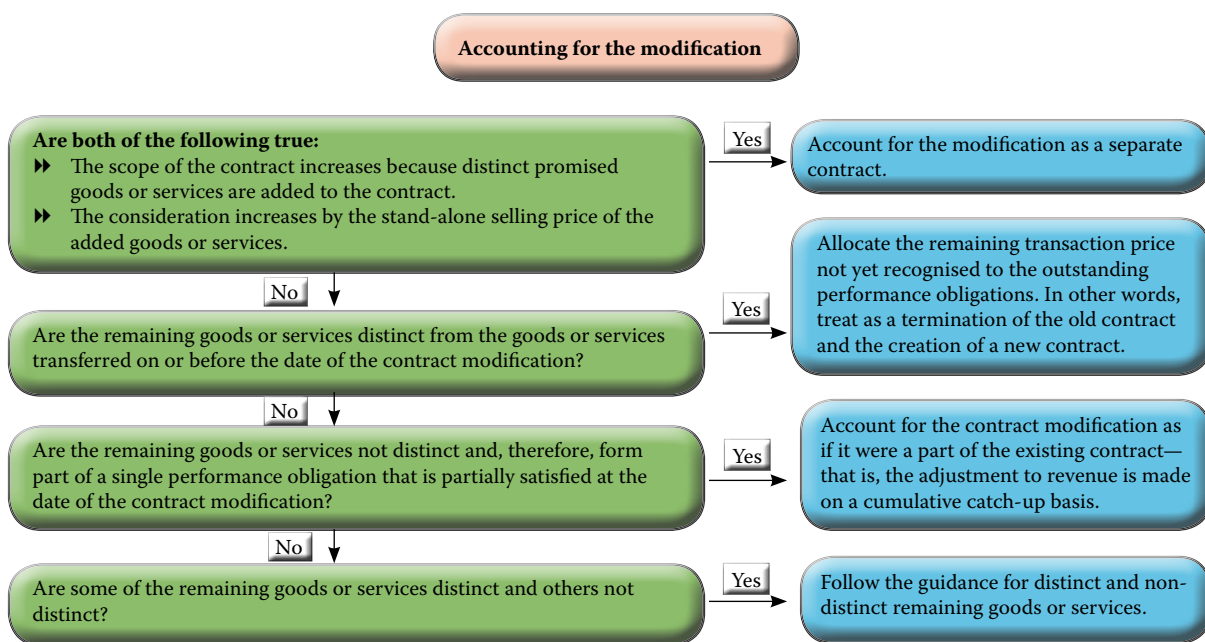 Accounting for the modification
Are both of the following true:
The scope of the contract increases because distinct promised
goods or services are added to the contract.
The consideration increases by the stand-alone selling price of the
added goods or services.
Yes
Account for the modification as a separate
contract.
No
Are the remaining goods or services distinct from the goods or services
transferred on or before the date of the contract modification?
Yes
Allocate the remaining transaction price
not yet recognised to the outstanding
performance obligations. In other words,
treat as a termination of the old contract
and the creation of a new contract.
No
Are the remaining goods or services not distinct and, therefore, form
part of a single performance obligation that is partially satisfied at the
date of the contract modification?
Yes
Account for the contract modification as
if it were a part of the existing contract—
that is, the adjustment to revenue is made
on a cumulative catch-up basis.
No
Are some of the remaining goods or services distinct and others not
distinct?
Yes
Follow the guidance for distinct and non-
distinct remaining goods or services.